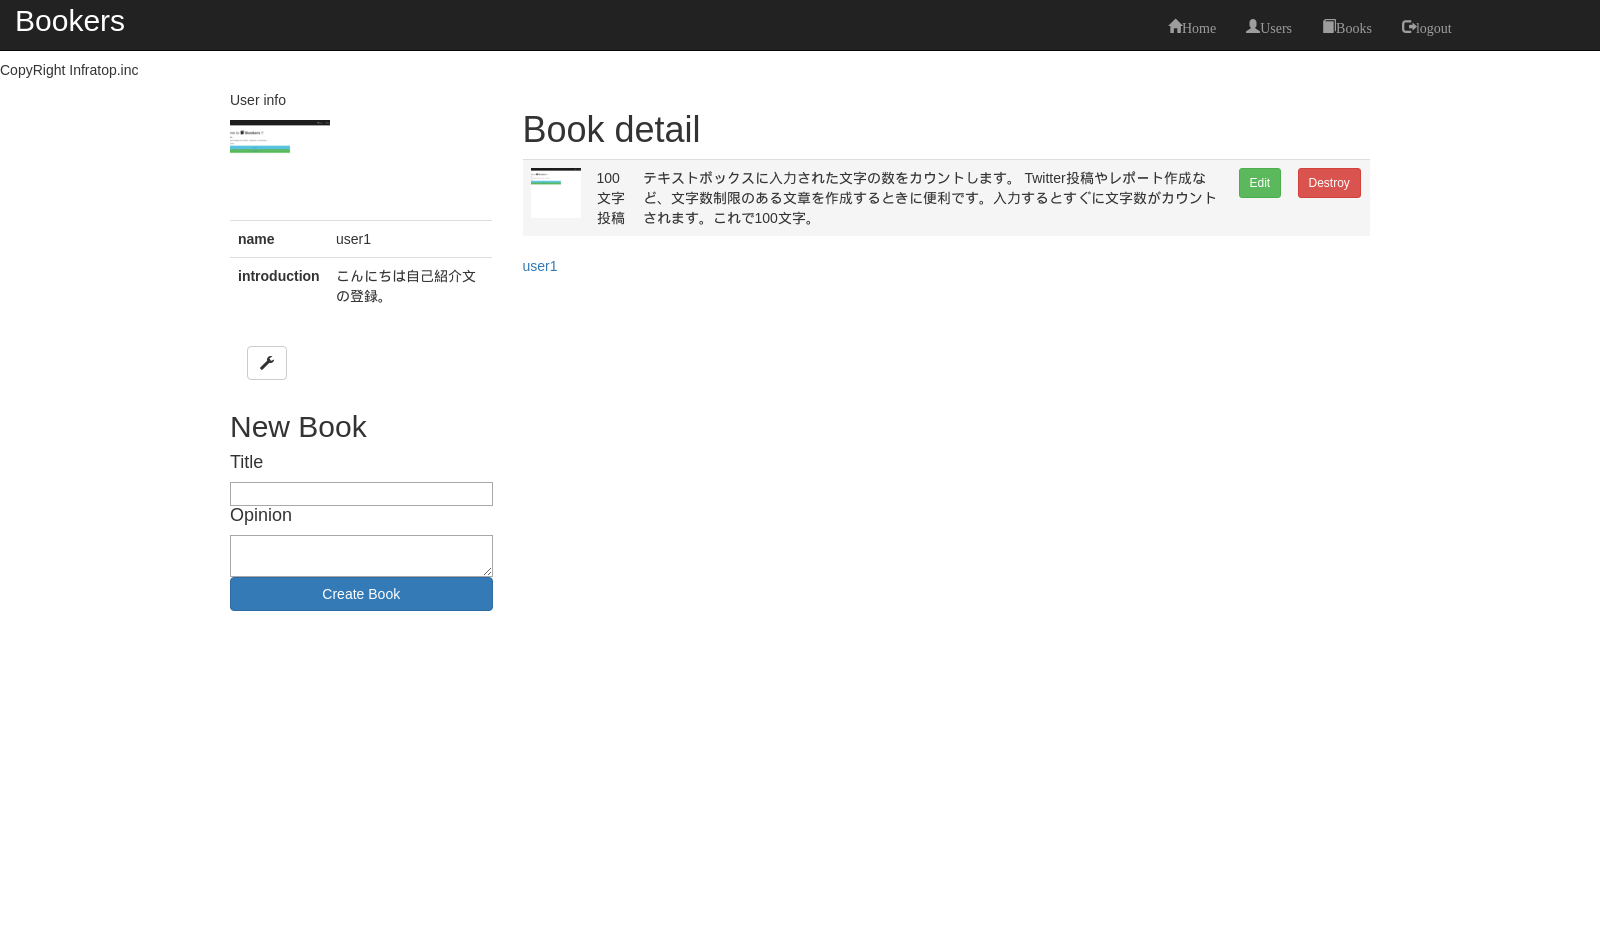 Bookers
Home Users Books logout
CopyRight Infratop.inc
User info
name user1
introduction こんにちは自己紹介文
の登録。
New Book
Title
Opinion
Create Book
Book detail
100 テキストボックスに入力された文字の数をカウントします。 Twitter投稿やレポート作成な Edit Destroy
文字 ど、文字数制限のある文章を作成するときに便利です。入力するとすぐに文字数がカウント
投稿 されます。これで100文字。
user1